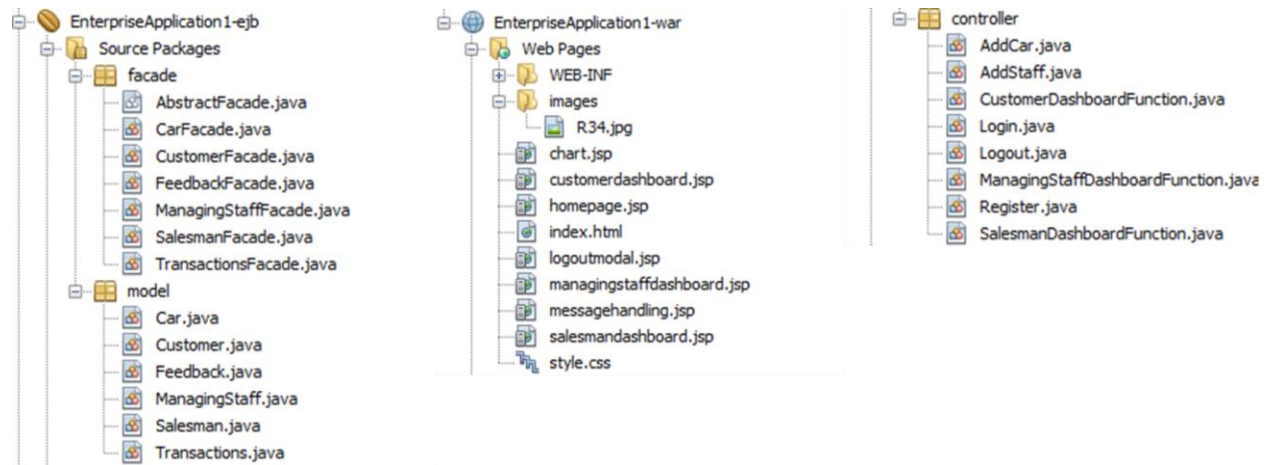 EnterpriseApplication1-ejb
Source Packages
facade
AbstractFacade.java
CarFacade.java
CustomerFacade.java
FeedbackFacade.java
ManagingStaffFacade.java
SalesmanFacade.java
TransactionsFacade.java
model
Car.java
Customer.java
Feedback.java
ManagingStaff.java
Salesman.java
Transactions.java
EnterpriseApplication1-war
Web Pages
WEB-INF
images
R34.jpg
chart.jsp
customerdashboard.jsp
homepage.jsp
index.html
logoutmodal.jsp
managingstaffdashboard.jsp
messagehandling.jsp
salesmandashboard.jsp
style.css
controller
AddCar.java
AddStaff.java
CustomerDashboardFunction.java
Login.java
Logout.java
ManagingStaffDashboardFunction.java
Register.java
SalesmanDashboardFunction.java